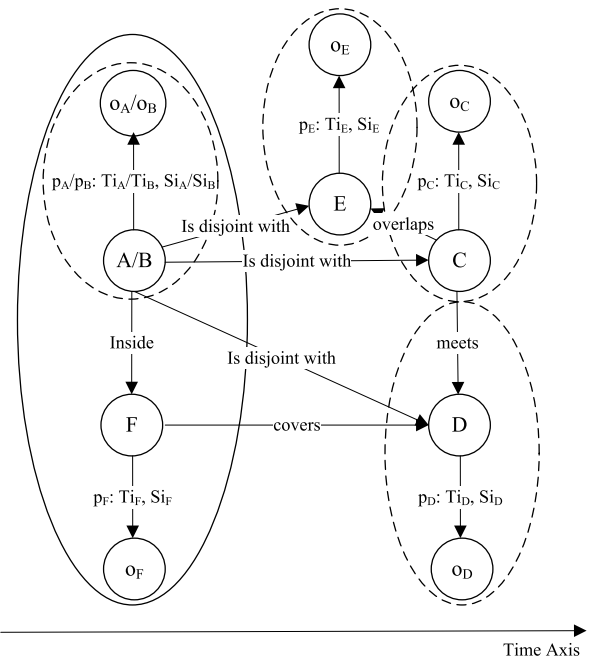 oE
oA/oB
oC
pE: TiE, SiE
pA/pB: TiA/TiB, SiA/SiB
pC: TiC, SiC
E
Is disjoint with
overlaps
A/B
Is disjoint with
C
Inside
Is disjoint with
meets
F
covers
D
pF: TiF, SiF
pD: TiD, SiD
oF
oD
Time Axis